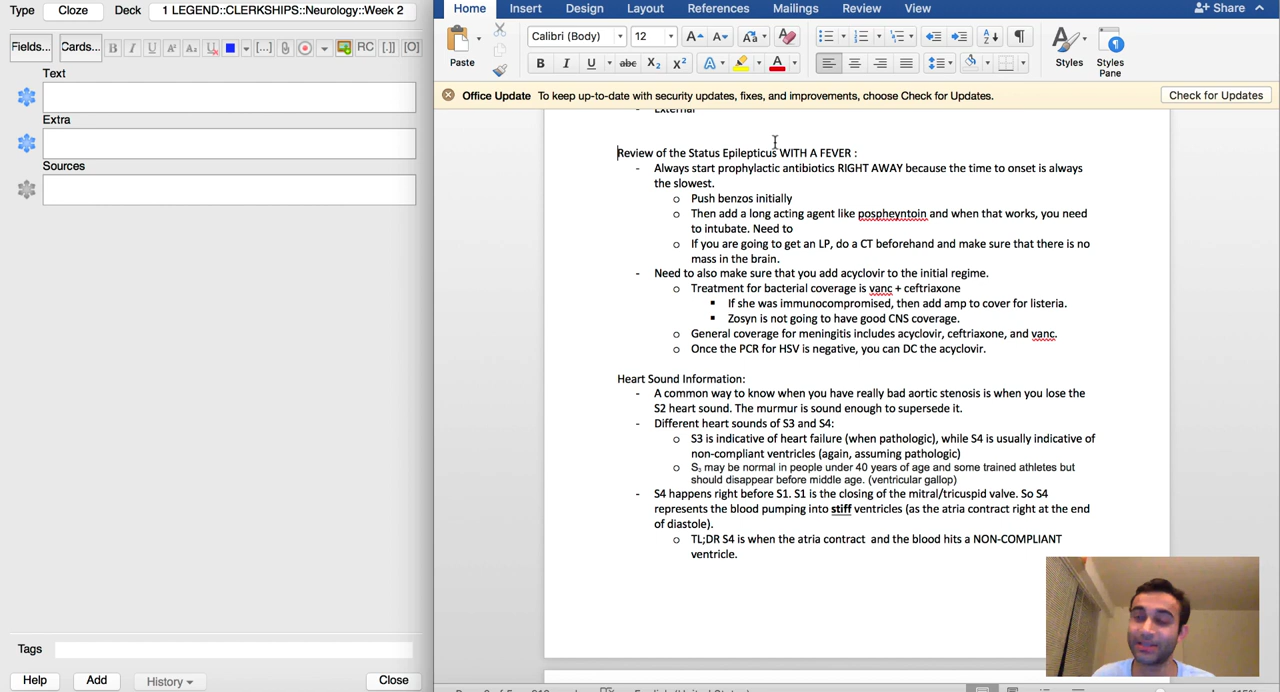 Type Cloze Deck 1 LEGEND::CLERKSHIPS::Neurology::Week 2
Fields... Cards... B I U A² A₂ U [...] RC [.] [O]
Text
Extra
Sources
Tags
Help Add History Close
Home Insert Design Layout References Mailings Review View Share
Paste Calibri (Body) 12 A A Aa
B I U abc X₂ X² A A Styles Styles
Pane
Office Update To keep up-to-date with security updates, fixes, and improvements, choose Check for Updates. Check for Updates
- External
Review of the Status Epilepticus WITH A FEVER :
- Always start prophylactic antibiotics RIGHT AWAY because the time to onset is always
the slowest.
o Push benzos initially
o Then add a long acting agent like pospheyntoin and when that works, you need
to intubate. Need to
o If you are going to get an LP, do a CT beforehand and make sure that there is no
mass in the brain.
- Need to also make sure that you add acyclovir to the initial regime.
o Treatment for bacterial coverage is vanc + ceftriaxone
▪ If she was immunocompromised, then add amp to cover for listeria.
▪ Zosyn is not going to have good CNS coverage.
o General coverage for meningitis includes acyclovir, ceftriaxone, and vanc.
o Once the PCR for HSV is negative, you can DC the acyclovir.
Heart Sound Information:
- A common way to know when you have really bad aortic stenosis is when you lose the
S2 heart sound. The murmur is sound enough to supersede it.
- Different heart sounds of S3 and S4:
o S3 is indicative of heart failure (when pathologic), while S4 is usually indicative of
non-compliant ventricles (again, assuming pathologic)
o S₃ may be normal in people under 40 years of age and some trained athletes but
should disappear before middle age. (ventricular gallop)
- S4 happens right before S1. S1 is the closing of the mitral/tricuspid valve. So S4
represents the blood pumping into stiff ventricles (as the atria contract right at the end
of diastole).
o TL;DR S4 is when the atria contract and the blood hits a NON-COMPLIANT
ventricle.